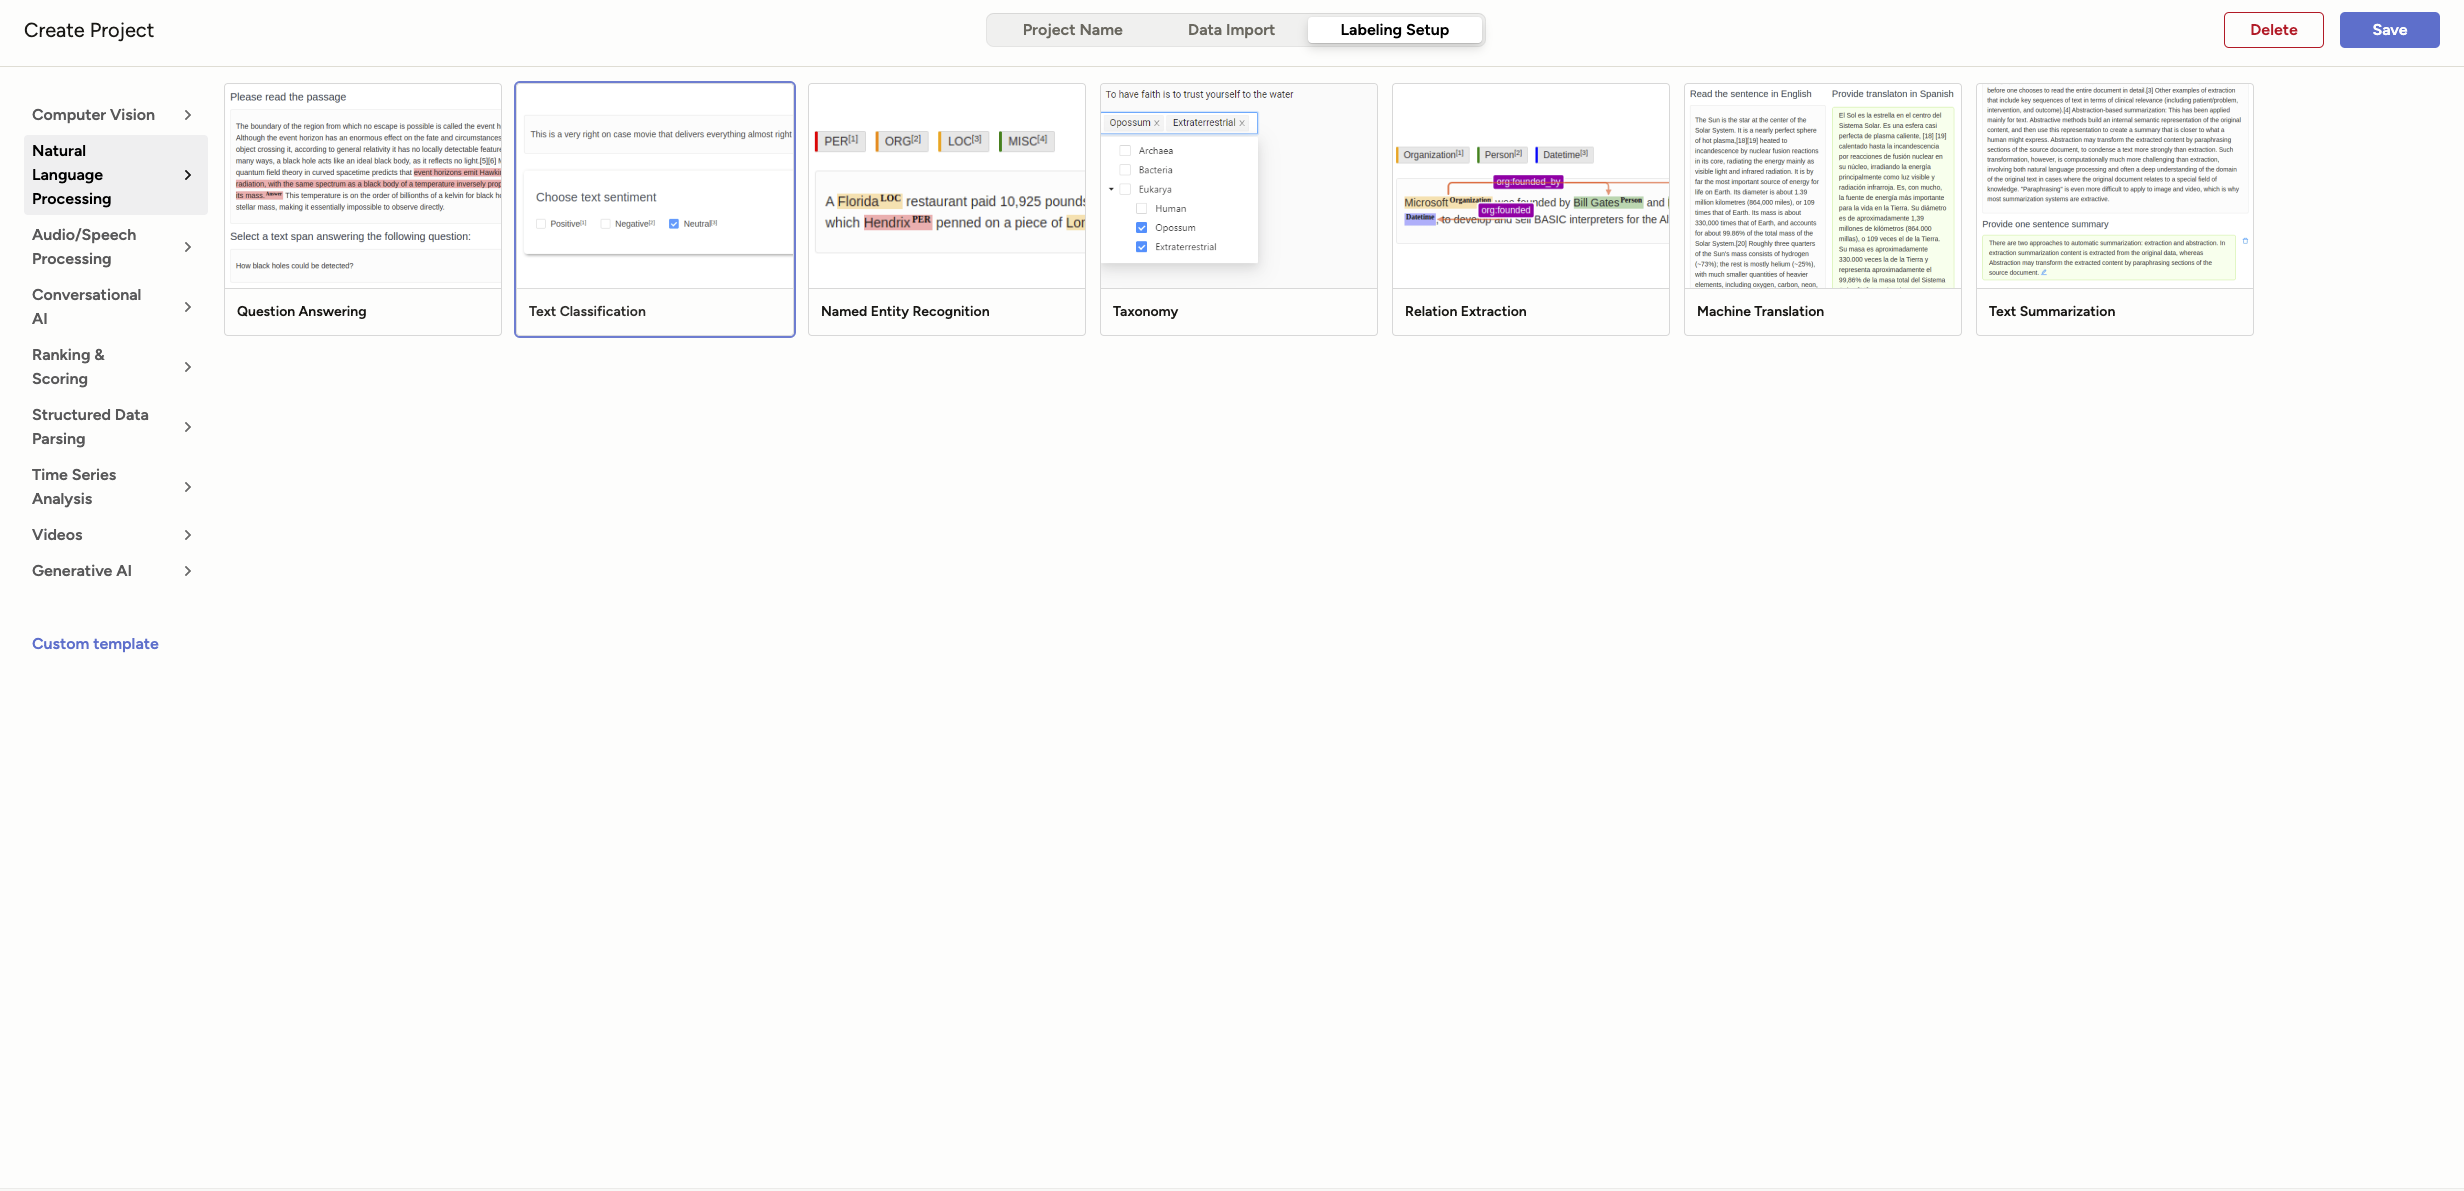 Create Project
Project Name
Data Import
Labeling Setup
Delete
Save
Computer Vision
Natural
Language
Processing
Audio/Speech
Processing
Conversational
AI
Ranking &
Scoring
Structured Data
Parsing
Time Series
Analysis
Videos
Generative AI
Custom template
Please read the passage
The boundary of the region from which no escape is possible is called the event h
Although the event horizon has an enormous effect on the fate and circumstances
object crossing it, according to general relativity it has no locally detectable feature
many ways, a black hole acts like an ideal black body, as it reflects no light.[5][6] M
quantum field theory in curved spacetime predicts that event horizons emit Hawki
radiation, with the same spectrum as a black body of a temperature inversely prop
its mass. Answer This temperature is on the order of billionths of a kelvin for black ho
stellar mass, making it essentially impossible to observe directly.
Select a text span answering the following question:
How black holes could be detected?
Question Answering
This is a very right on case movie that delivers everything almost right
Choose text sentiment
Positive[1] Negative[2] Neutral[3]
Text Classification
PER[1] ORG[2] LOC[3] MISC[4]
A Florida LOC restaurant paid 10,925 pounds
which Hendrix PER penned on a piece of Lon
Named Entity Recognition
To have faith is to trust yourself to the water
Opossum × Extraterrestrial ×
Archaea
Bacteria
Eukarya
Human
Opossum
Extraterrestrial
Taxonomy
Organization[1] Person[2] Datetime[3]
org:founded_by
Microsoft Organization was founded by Bill Gates Person and
org:founded
Datetime, to develop and sell BASIC interpreters for the Al
Relation Extraction
Read the sentence in English
The Sun is the star at the center of the
Solar System. It is a nearly perfect sphere
of hot plasma,[18][19] heated to
incandescence by nuclear fusion reactions
in its core, radiating the energy mainly as
visible light and infrared radiation. It is by
far the most important source of energy for
life on Earth. Its diameter is about 1.39
million kilometres (864,000 miles), or 109
times that of Earth. Its mass is about
330,000 times that of Earth, and accounts
for about 99.86% of the total mass of the
Solar System.[20] Roughly three quarters
of the Sun's mass consists of hydrogen
(~73%); the rest is mostly helium (~25%),
with much smaller quantities of heavier
elements, including oxygen, carbon, neon,
Provide translaton in Spanish
El Sol es la estrella en el centro del
Sistema Solar. Es una esfera casi
perfecta de plasma caliente, [18] [19]
calentado hasta la incandescencia
por reacciones de fusión nuclear en
su núcleo, irradiando la energía
principalmente como luz visible y
radiación infrarroja. Es, con mucho,
la fuente de energía más importante
para la vida en la Tierra. Su diámetro
es de aproximadamente 1,39
millones de kilómetros (864.000
millas), o 109 veces el de la Tierra.
Su masa es aproximadamente
330.000 veces la de la Tierra y
representa aproximadamente el
99,86% de la masa total del Sistema
Machine Translation
before one chooses to read the entire document in detail.[3] Other examples of extraction
that include key sequences of text in terms of clinical relevance (including patient/problem,
intervention, and outcome).[4] Abstraction-based summarization: This has been applied
mainly for text. Abstractive methods build an internal semantic representation of the original
content, and then use this representation to create a summary that is closer to what a
human might express. Abstraction may transform the extracted content by paraphrasing
sections of the source document, to condense a text more strongly than extraction. Such
transformation, however, is computationally much more challenging than extraction,
involving both natural language processing and often a deep understanding of the domain
of the original text in cases where the original document relates to a special field of
knowledge. "Paraphrasing" is even more difficult to apply to image and video, which is why
most summarization systems are extractive.
Provide one sentence summary
There are two approaches to automatic summarization: extraction and abstraction. In
extraction summarization content is extracted from the original data, whereas
Abstraction may transform the extracted content by paraphrasing sections of the
source document.
Text Summarization